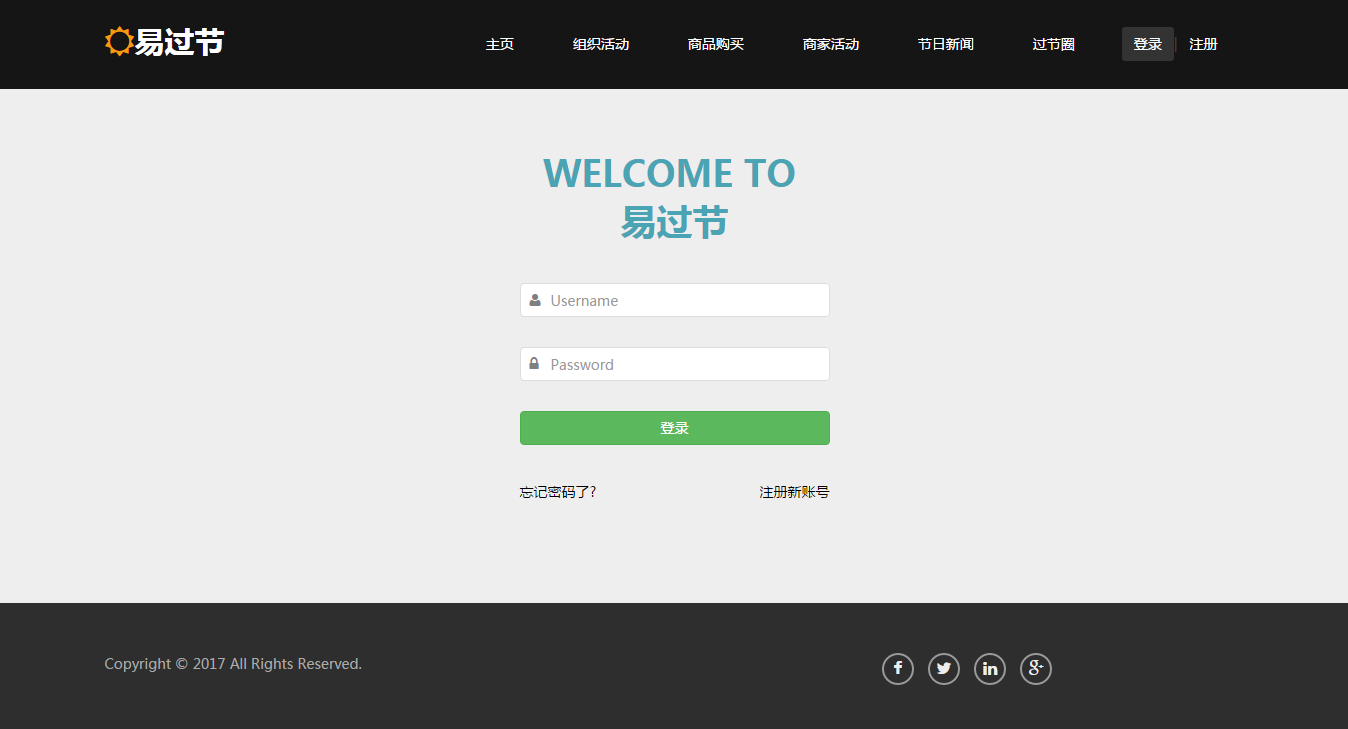 易过节
主页 组织活动 商品购买 商家活动 节日新闻 过节圈 登录 | 注册
WELCOME TO
易过节
Username
Password
登录
忘记密码了? 注册新账号
Copyright © 2017 All Rights Reserved.